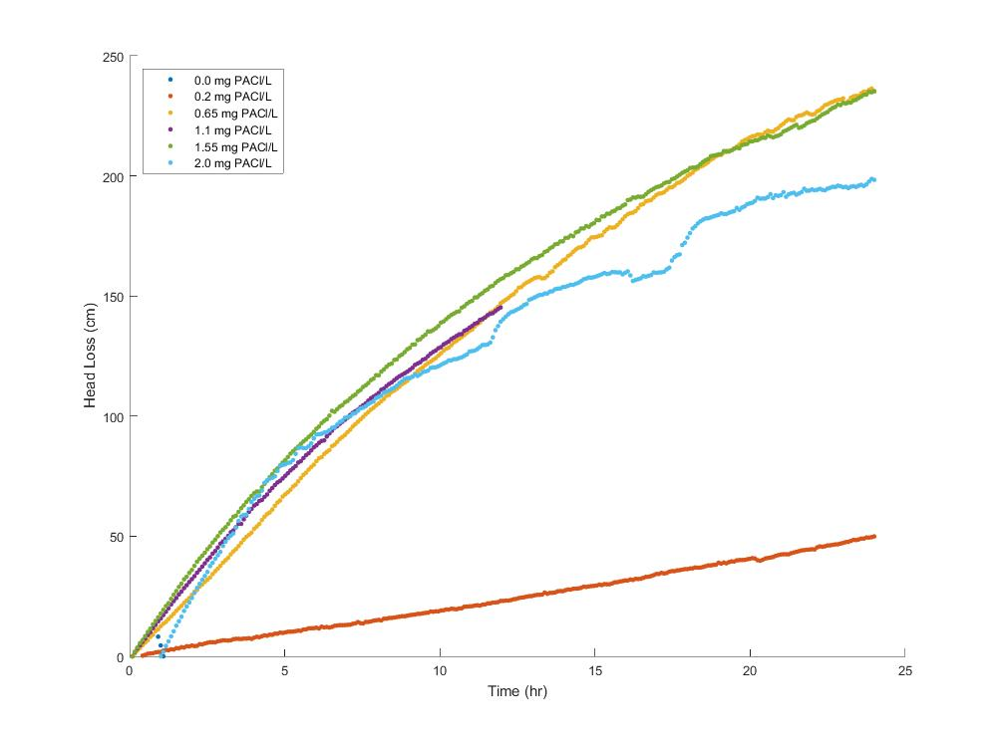 250
200
150
100
50
0
Head Loss (cm)
0.0 mg PACl/L
0.2 mg PACl/L
0.65 mg PACl/L
1.1 mg PACl/L
1.55 mg PACl/L
2.0 mg PACl/L
0 5 10 15 20 25
Time (hr)